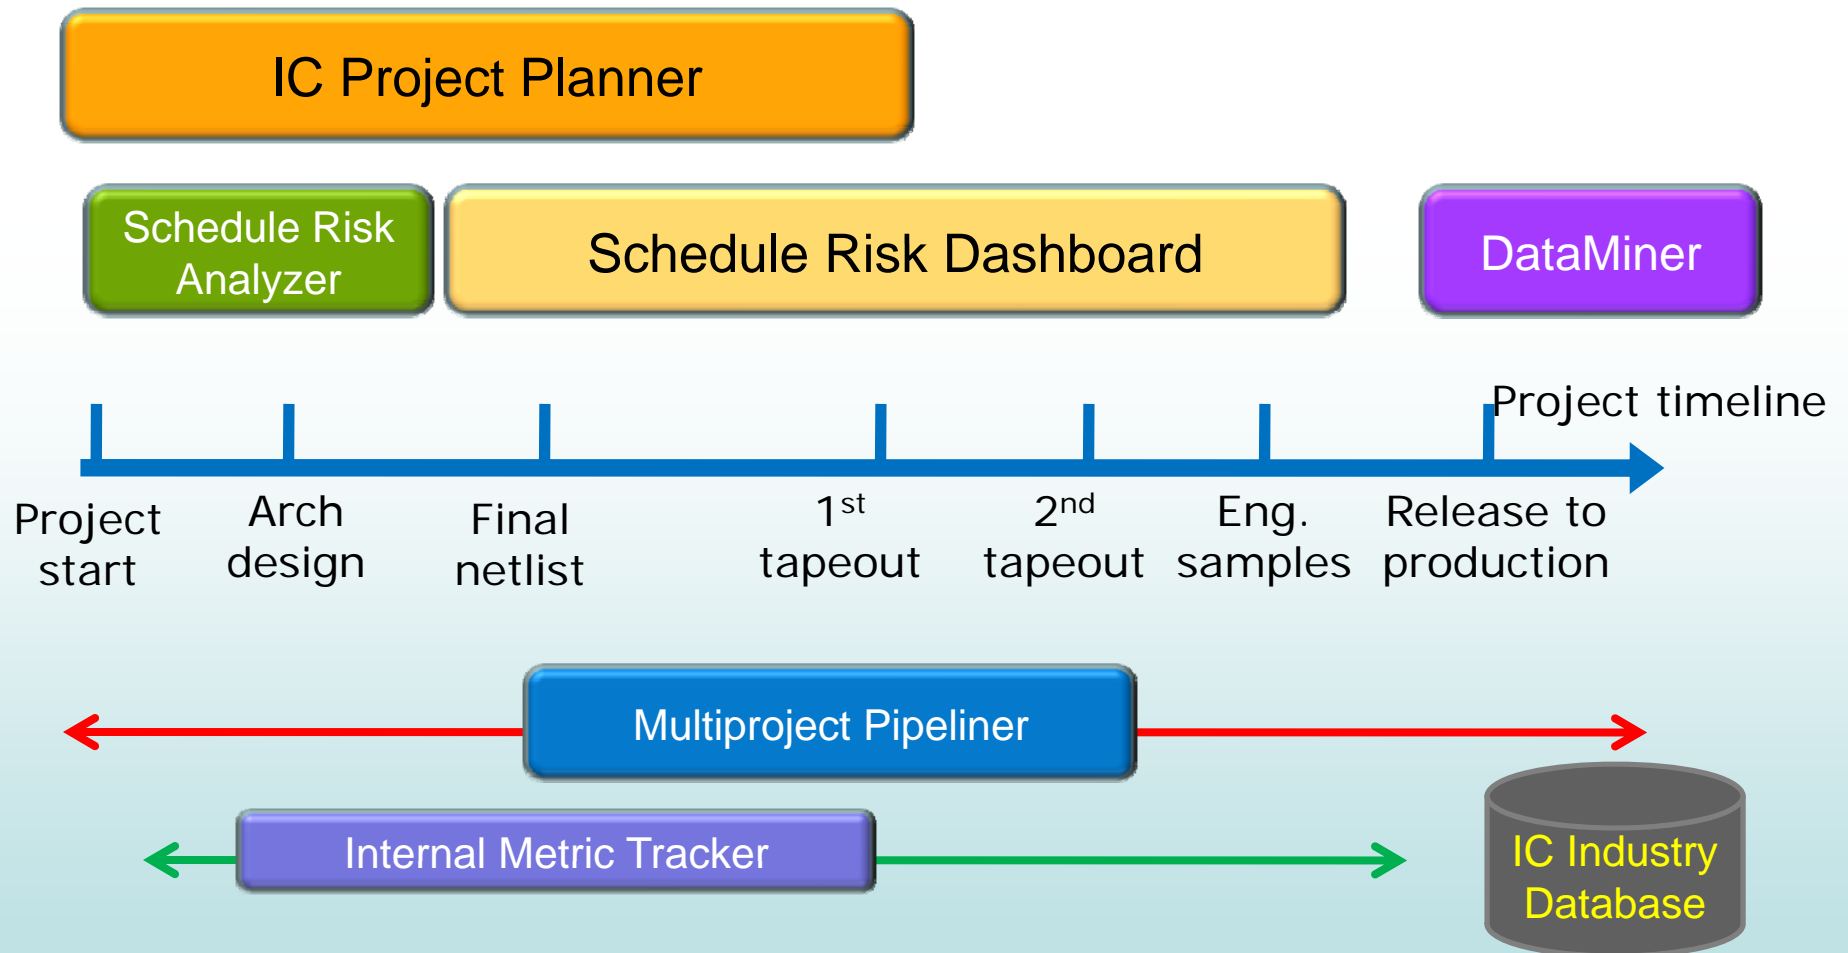 IC Project Planner
Schedule Risk
Analyzer
Schedule Risk Dashboard
DataMiner
Project timeline
Project
start
Arch
design
Final
netlist
1st
tapeout
2nd
tapeout
Eng.
samples
Release to
production
Multiproject Pipeliner
Internal Metric Tracker
IC Industry
Database